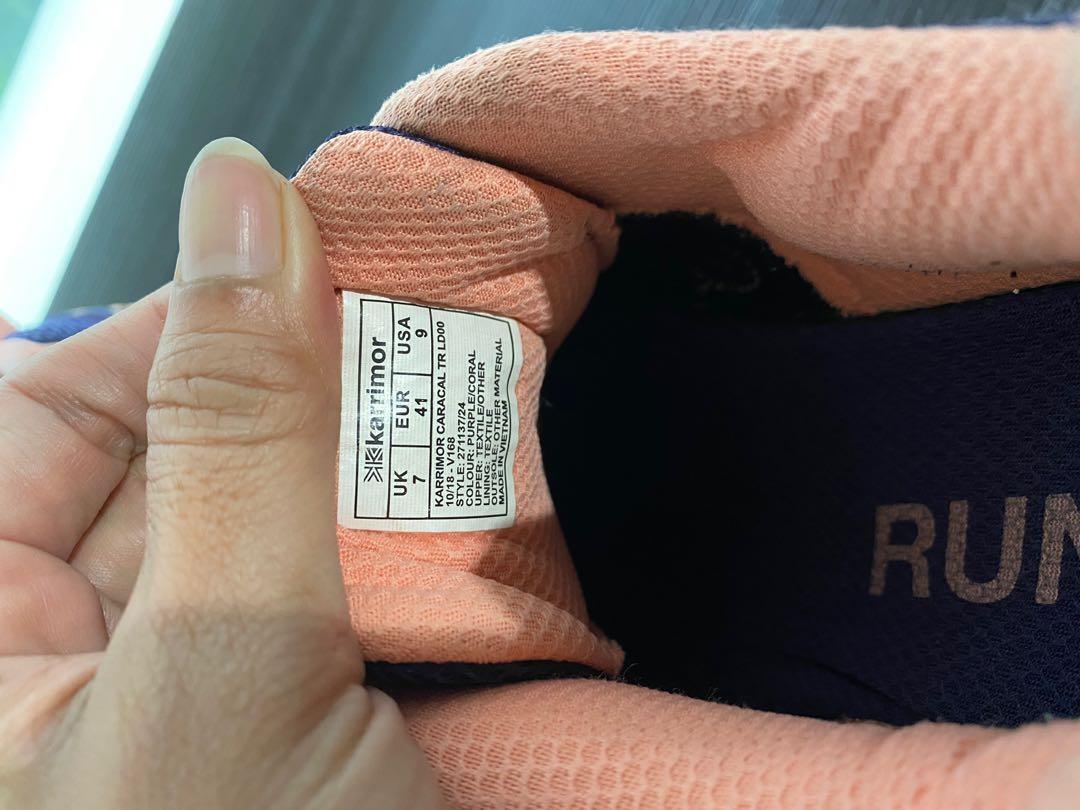 karrimor
UK EUR USA
7 41 9
KARRIMOR CARACAL TR LD00
10/18 - V168
STYLE: 271137/24
COLOUR: PURPLE/CORAL
UPPER: TEXTILE/OTHER
LINING: TEXTILE
OUTSOLE: OTHER MATERIAL
MADE IN VIETNAM
RUN